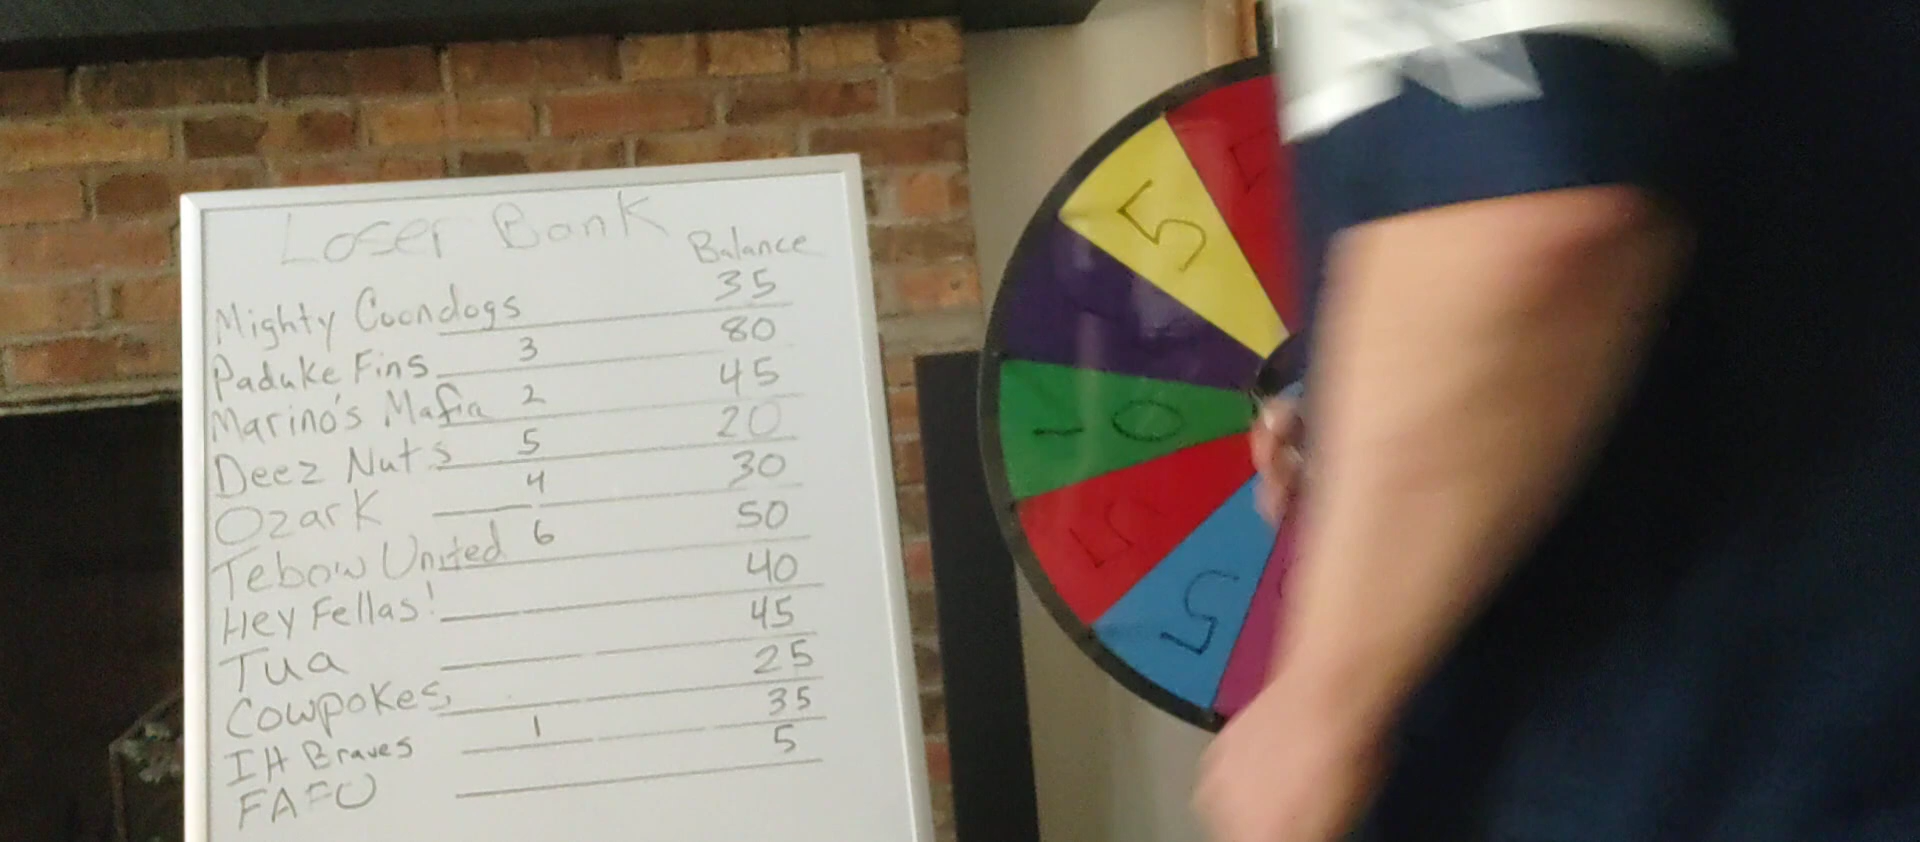 Loser Bank
Balance
Mighty Coondogs 35
Paduke Fins 3 80
Marino's Mafia 2 45
Deez Nuts 5 20
Ozark 4 30
Tebow United 6 50
Hey Fellas! 40
Tua 45
Cowpokes 25
IH Braves 1 35
FAFO 5
5
10
15
5